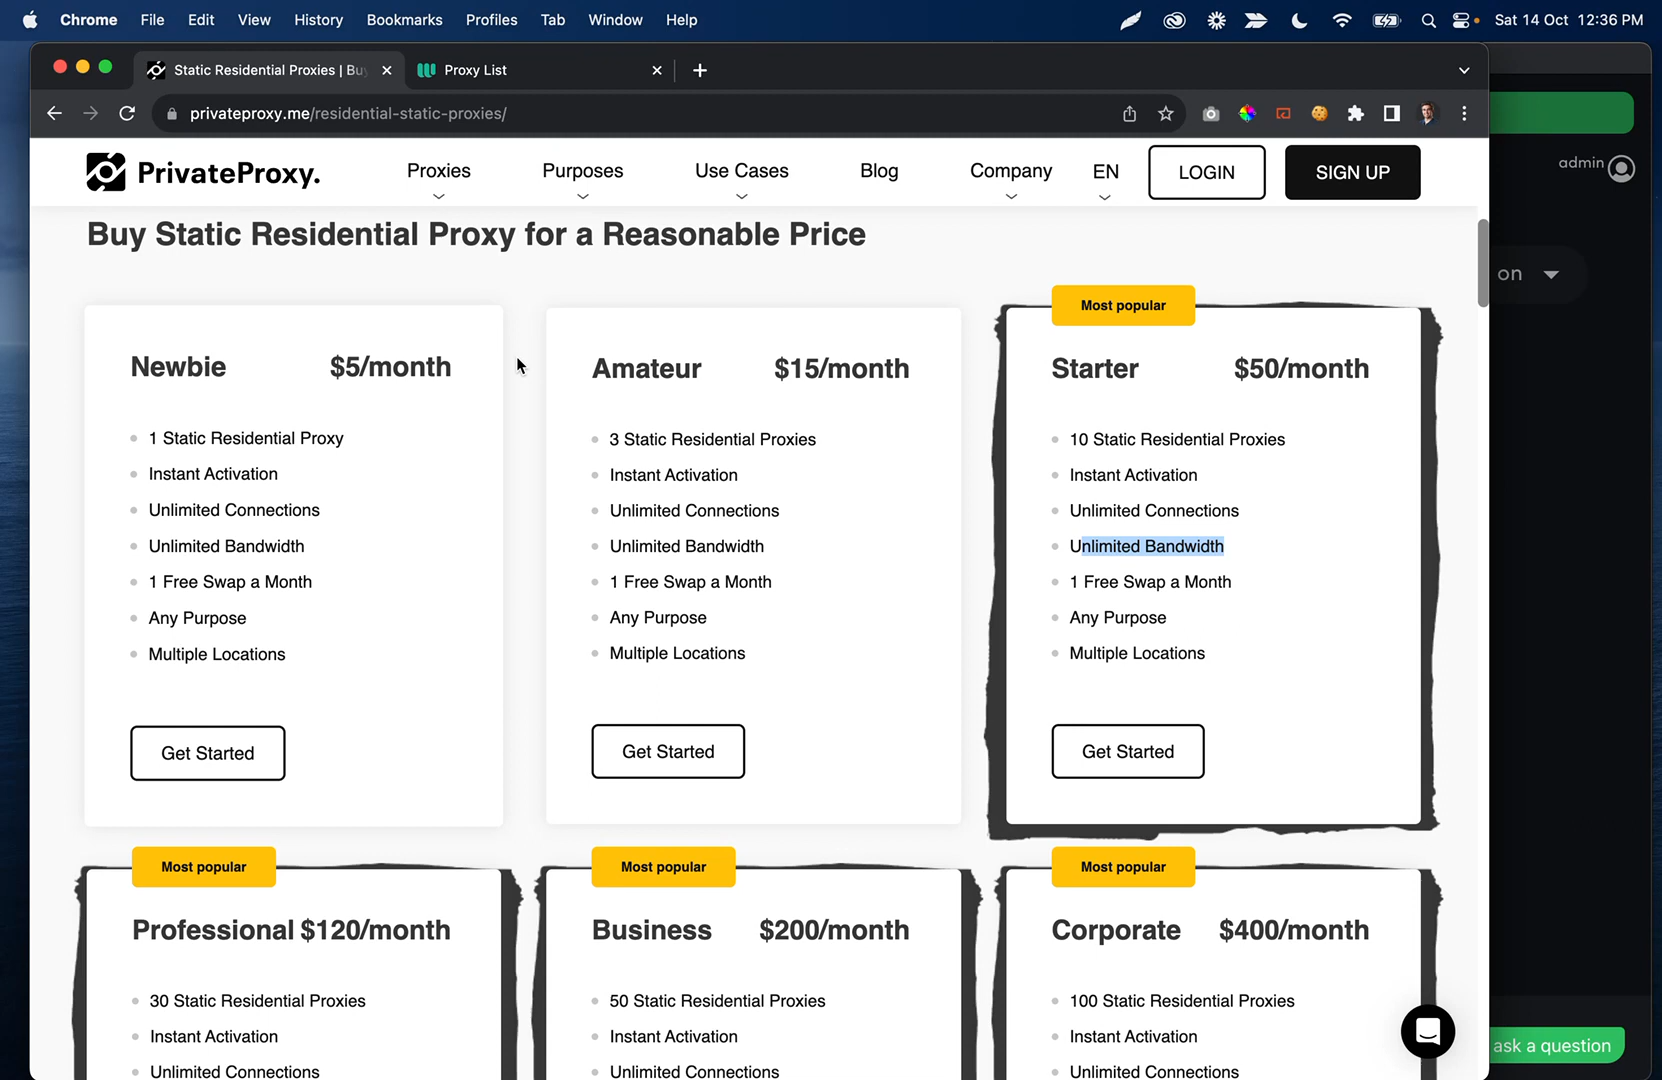 Chrome File Edit View History Bookmarks Profiles Tab Window Help Sat 14 Oct 12:36 PM
Static Residential Proxies | Bu Proxy List
privateproxy.me/residential-static-proxies/
admin
PrivateProxy. Proxies Purposes Use Cases Blog Company EN LOGIN SIGN UP
Buy Static Residential Proxy for a Reasonable Price
on
Most popular
Newbie $5/month
1 Static Residential Proxy
Instant Activation
Unlimited Connections
Unlimited Bandwidth
1 Free Swap a Month
Any Purpose
Multiple Locations
Get Started
Amateur $15/month
3 Static Residential Proxies
Instant Activation
Unlimited Connections
Unlimited Bandwidth
1 Free Swap a Month
Any Purpose
Multiple Locations
Get Started
Starter $50/month
10 Static Residential Proxies
Instant Activation
Unlimited Connections
Unlimited Bandwidth
1 Free Swap a Month
Any Purpose
Multiple Locations
Get Started
Most popular
Professional $120/month
30 Static Residential Proxies
Instant Activation
Unlimited Connections
Most popular
Business $200/month
50 Static Residential Proxies
Instant Activation
Unlimited Connections
Most popular
Corporate $400/month
100 Static Residential Proxies
Instant Activation
Unlimited Connections
ask a question